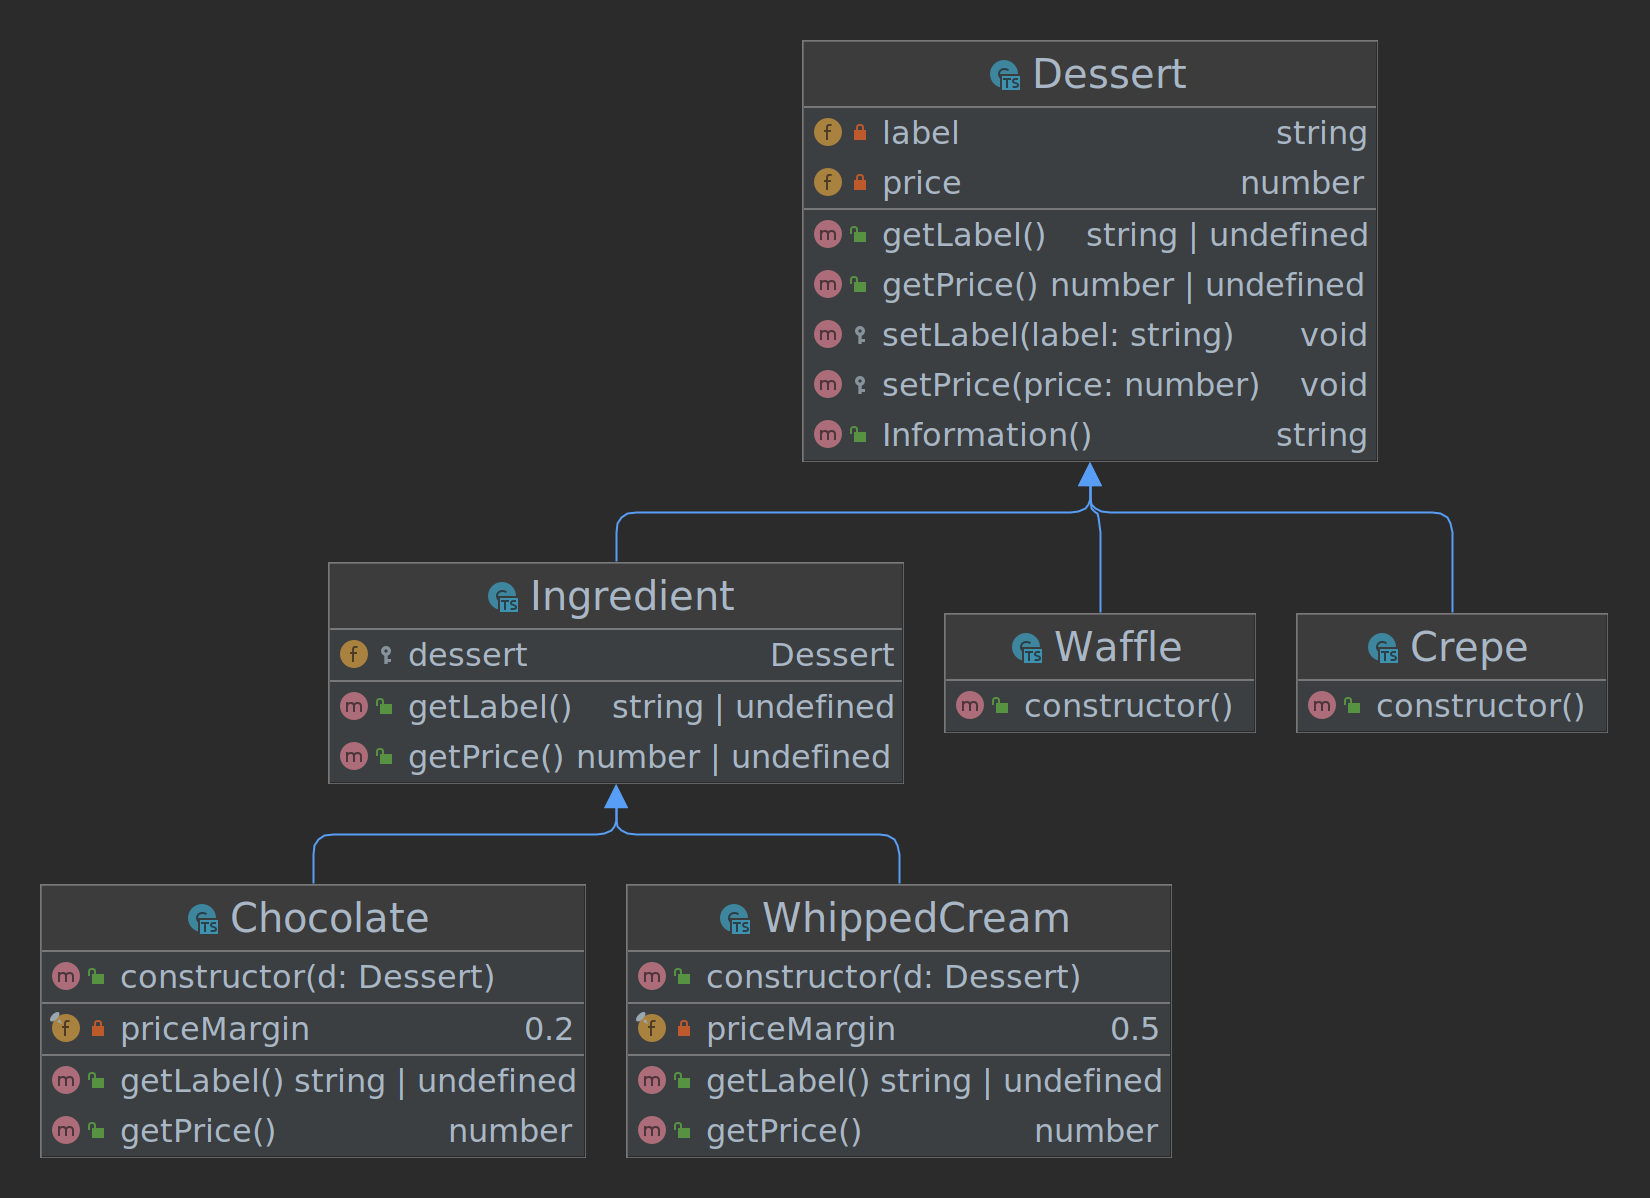 Dessert
label string
price number
getLabel() string | undefined
getPrice() number | undefined
setLabel(label: string) void
setPrice(price: number) void
Information() string
Ingredient
dessert Dessert
getLabel() string | undefined
getPrice() number | undefined
Waffle
constructor()
Crepe
constructor()
Chocolate
constructor(d: Dessert)
priceMargin 0.2
getLabel() string | undefined
getPrice() number
WhippedCream
constructor(d: Dessert)
priceMargin 0.5
getLabel() string | undefined
getPrice() number